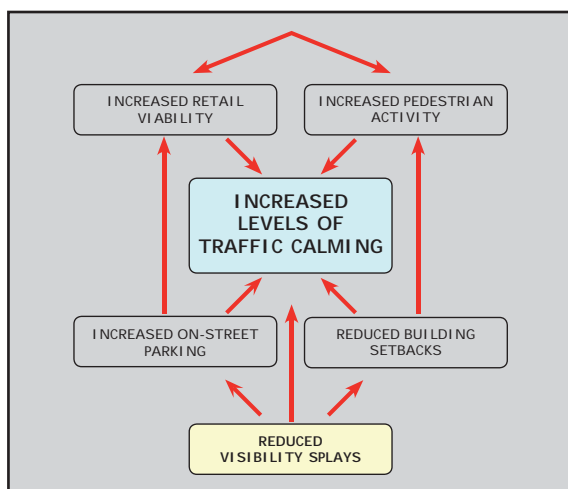 INCREASED RETAIL
VIABILITY
INCREASED PEDESTRIAN
ACTIVITY
INCREASED
LEVELS OF
TRAFFIC CALMING
INCREASED ON-STREET
PARKING
REDUCED BUILDING
SETBACKS
REDUCED
VISIBILITY SPLAYS